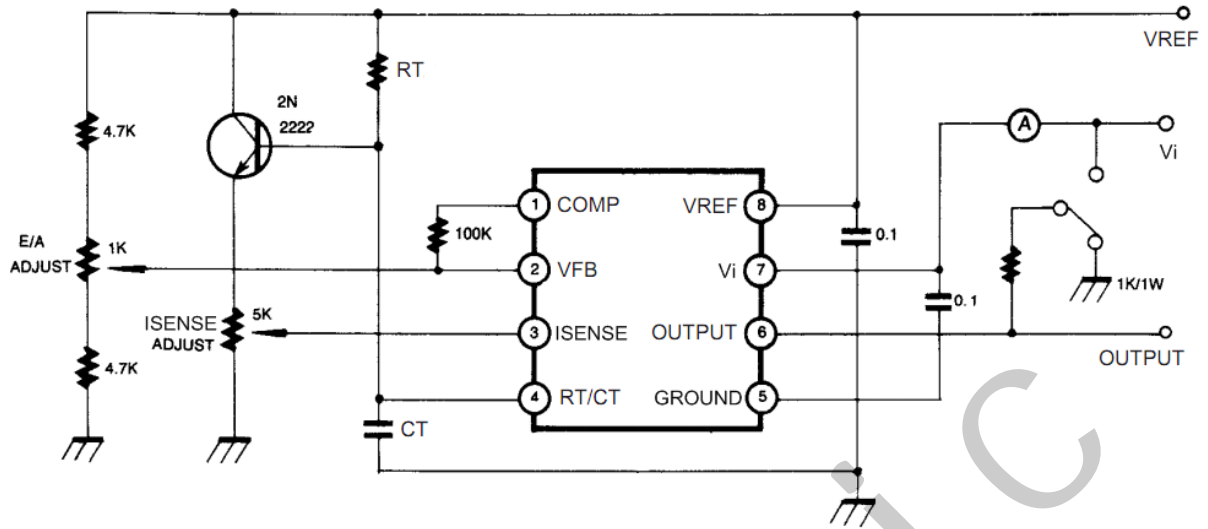 VREF
RT
2N
2222
4.7K
A
Vi
1 COMP
VREF 8
100K
0.1
E/A
ADJUST
1K
2 VFB
Vi 7
1K/1W
0.1
ISENSE
ADJUST
5K
3 ISENSE
OUTPUT 6
OUTPUT
4.7K
4 RT/CT
GROUND 5
CT
i C